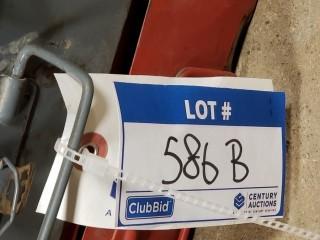 LOT #
586 B
ClubBid
CENTURY
AUCTIONS